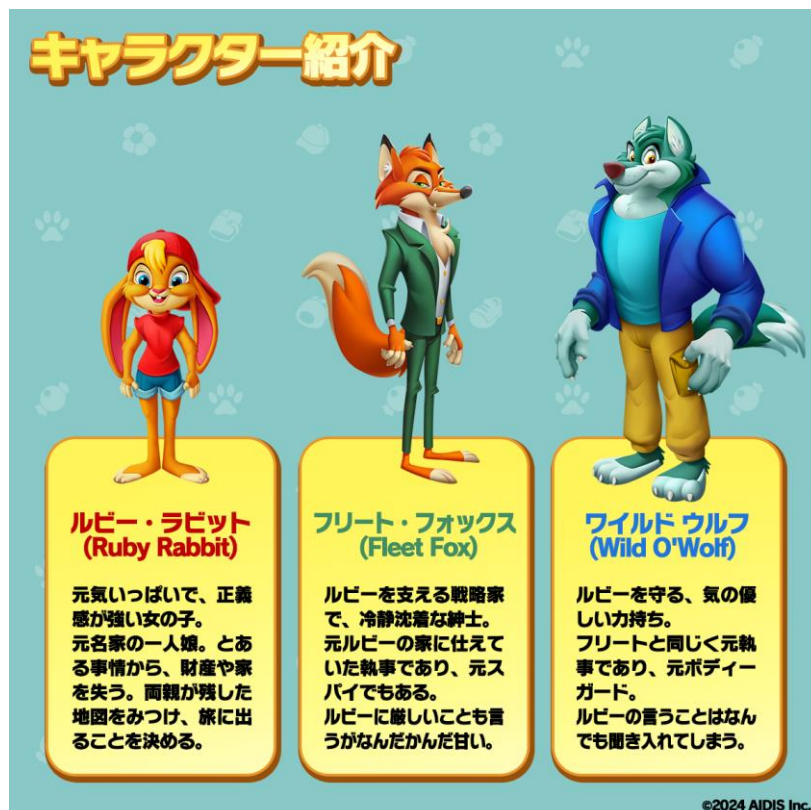 キャラクター紹介
ルビー・ラビット
(Ruby Rabbit)
元気いっぱいで、正義
感が強い女の子。
元名家の一人娘。とあ
る事情から、財産や家
を失う。両親が残した
地図をみつけ、旅に出
ることを決める。
フリート・フォックス
(Fleet Fox)
ルビーを支える戦略家
で、冷静沈着な紳士。
元ルビーの家に仕えて
いた執事であり、元ス
パイでもある。
ルビーに厳しいことも言
うがなんだかんだ甘い。
ワイルド ウルフ
(Wild O'Wolf)
ルビーを守る、気の優
しい力持ち。
フリートと同じく元執
事であり、元ボディー
ガード。
ルビーの言うことはなん
でも聞き入れてしまう。
©2024 AIDIS Inc.